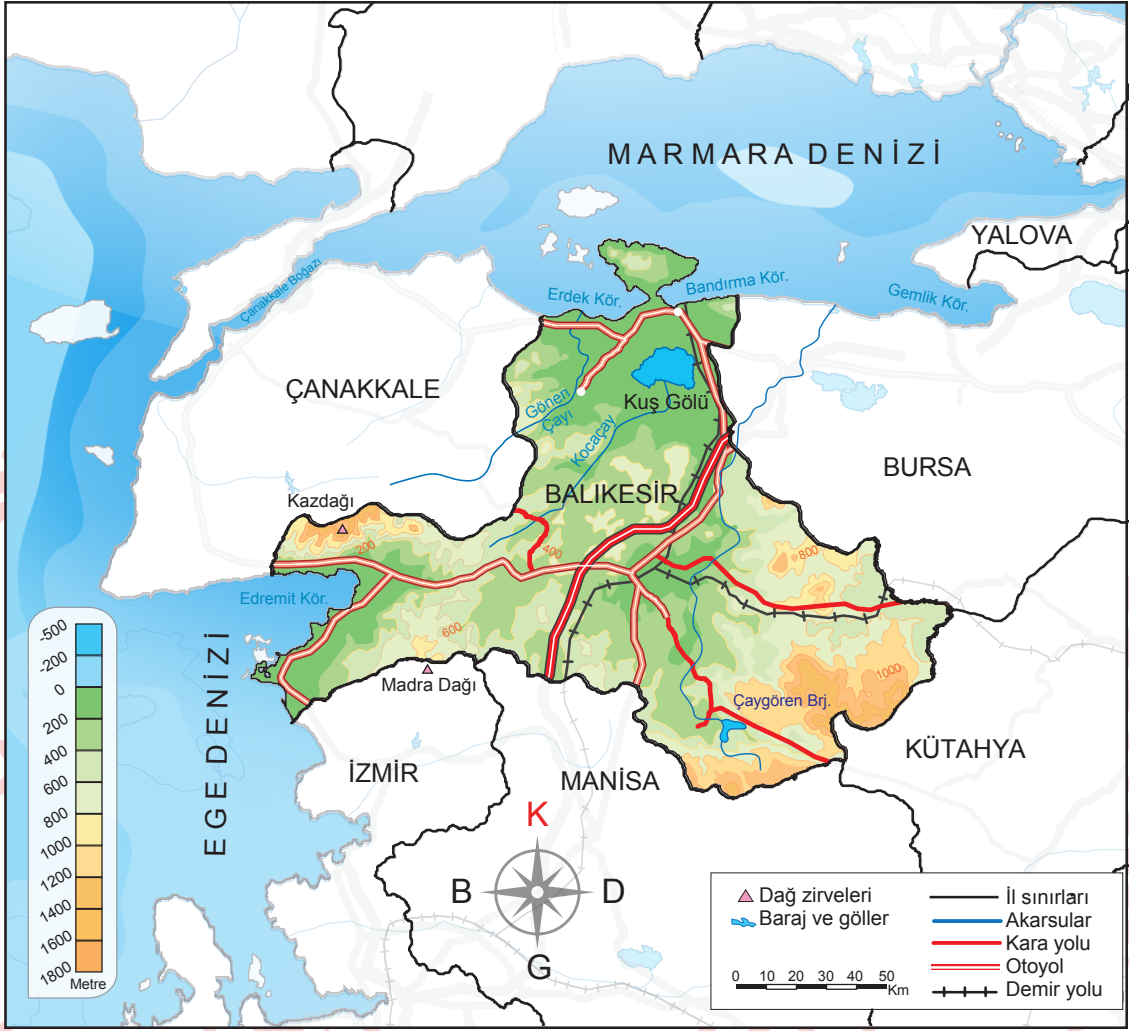 MARMARA DENİZİ
YALOVA
Çanakkale Boğazı
Erdek Kör.
Bandırma Kör.
Gemlik Kör.
ÇANAKKALE
Gönen
Çayı
Kuş Gölü
Kocaçay
BURSA
BALIKESİR
Kazdağı
200
400
800
Edremit Kör.
600
1000
Madra Dağı
Çaygören Brj.
EGE DENİZİ
KÜTAHYA
İZMİR
MANİSA
K
B
D
G
-500
-200
0
200
400
600
800
1000
1200
1400
1600
1800
Metre
Dağ zirveleri
Baraj ve göller
0 10 20 30 40 50
Km
İl sınırları
Akarsular
Kara yolu
Otoyol
Demir yolu